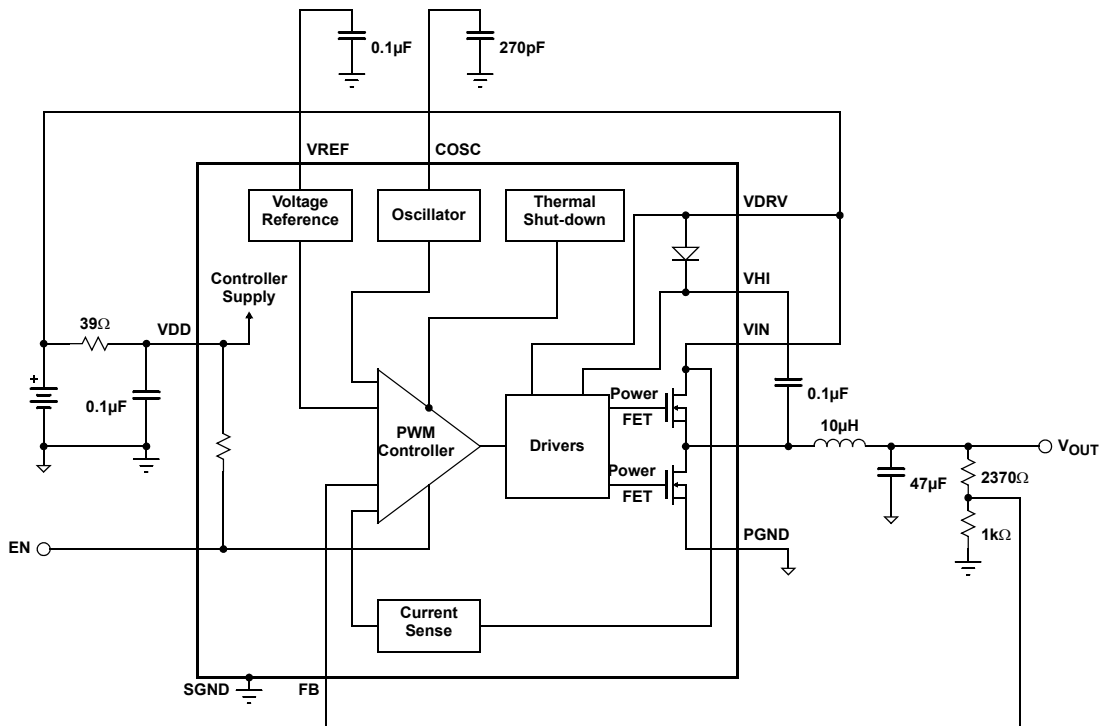 0.1µF
270pF
VREF
COSC
Voltage
Reference
Oscillator
Thermal
Shut-down
VDRV
Controller
Supply
VHI
39Ω
VDD
VIN
+
0.1µF
0.1µF
Power
FET
10µH
PWM
Controller
Drivers
VOUT
Power
FET
47µF
2370Ω
1kΩ
PGND
EN
Current
Sense
SGND
FB